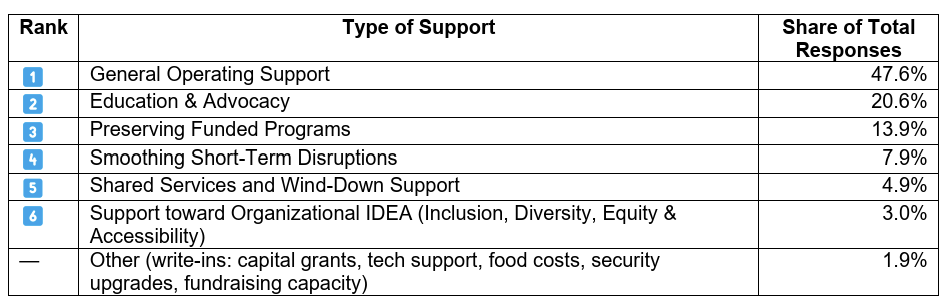 Rank Type of Support Share of Total
Responses
1 General Operating Support 47.6%
2 Education & Advocacy 20.6%
3 Preserving Funded Programs 13.9%
4 Smoothing Short-Term Disruptions 7.9%
5 Shared Services and Wind-Down Support 4.9%
6 Support toward Organizational IDEA (Inclusion, Diversity, Equity & 3.0%
Accessibility)
— Other (write-ins: capital grants, tech support, food costs, security 1.9%
upgrades, fundraising capacity)